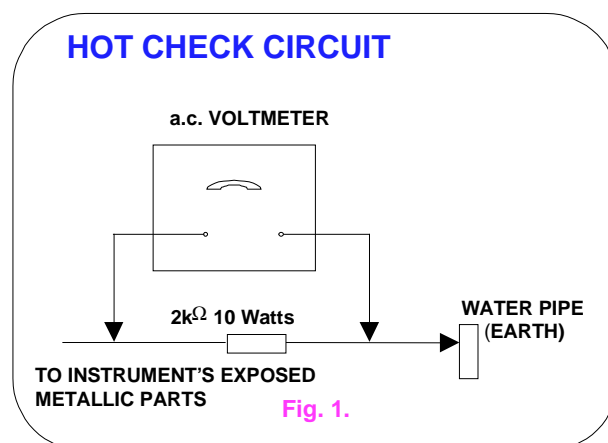 HOT CHECK CIRCUIT
a.c. VOLTMETER
2kΩ 10 Watts
WATER PIPE
(EARTH)
TO INSTRUMENT'S EXPOSED
METALLIC PARTS
Fig. 1.